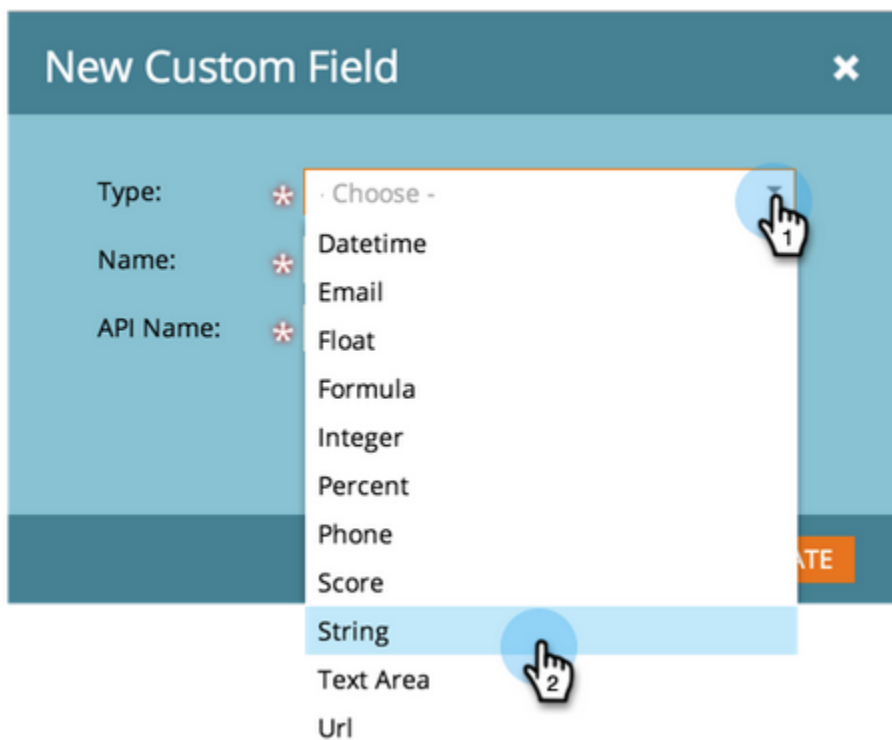 New Custom Field
Type:
- Choose -
1
Datetime
Name:
Email
API Name:
Float
Formula
Integer
Percent
Phone
Score
String
2
Text Area
Url